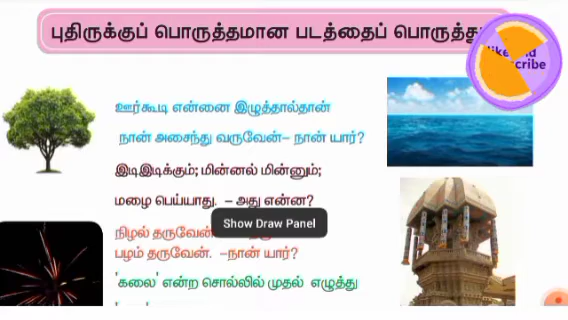 புதிருக்குப் பொருத்தமான படத்தைப்
ஊர்கூடி என்னை இழுத்தால்தான்
நான் அசைந்து வருவேன்– நான் யார்?
இடிஇடிக்கும்; மின்னல் மின்னும்;
மழை பெய்யாது. – அது என்ன?
Show Draw Panel
நிழல் தருவேன்
பழம் தருவேன். –நான் யார்?
'கலை' என்ற சொல்லில் முதல் எழுத்து